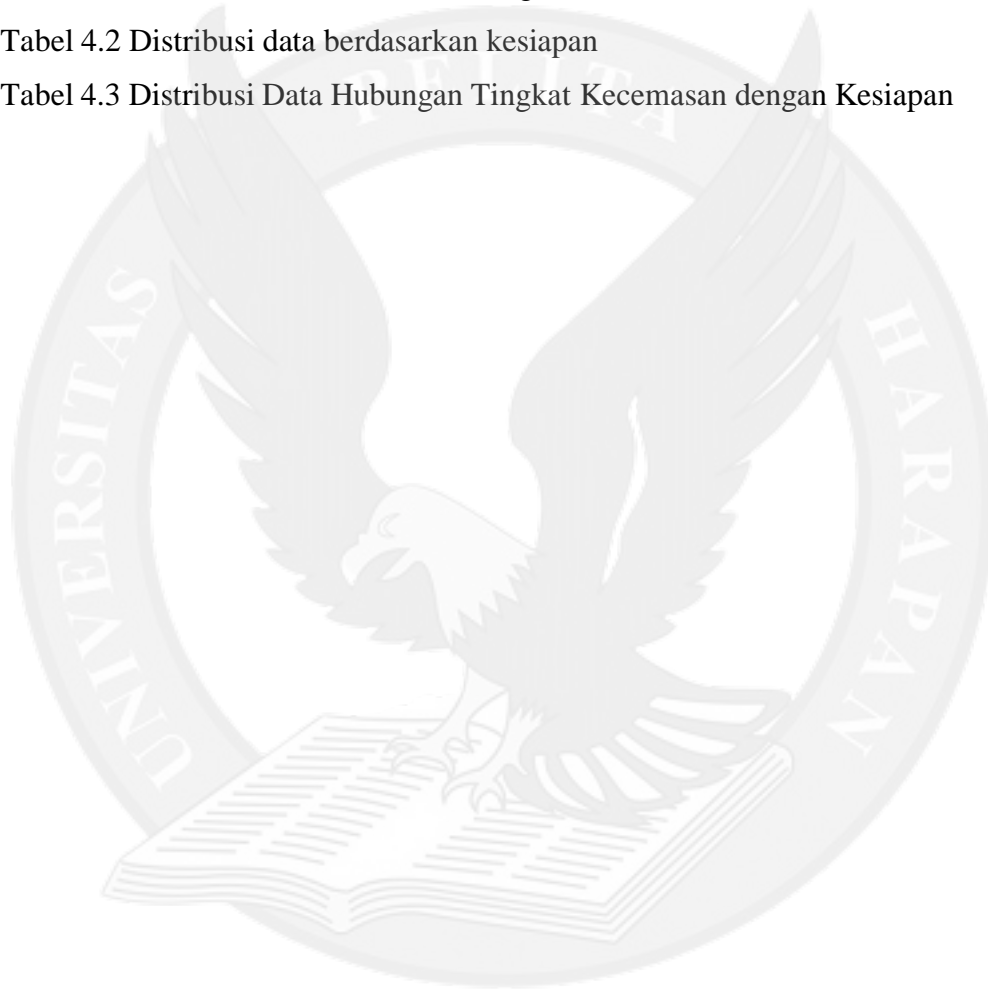 Tabel 4.2 Distribusi data berdasarkan kesiapan
Tabel 4.3 Distribusi Data Hubungan Tingkat Kecemasan dengan Kesiapan
UNIVERSITAS PELITA HARAPAN